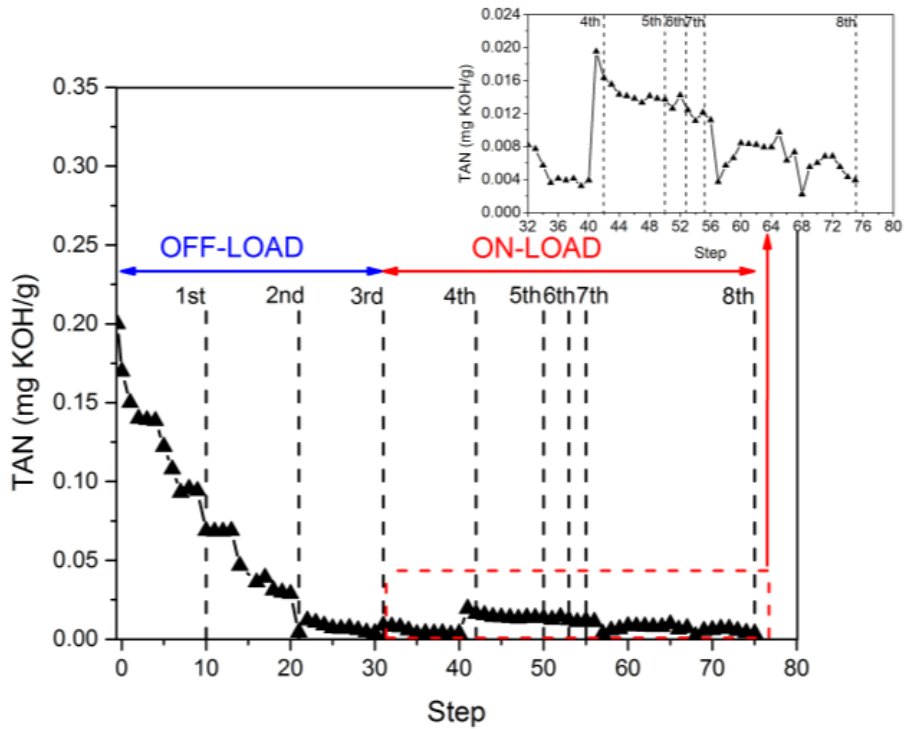 4th 5th 6th 7th 8th
0.024
0.020
0.016
0.012
0.008
0.004
0.000
TAN (mg KOH/g)
32 36 40 44 48 52 56 60 64 68 72 76 80
Step
0.35
0.30
0.25
0.20
0.15
0.10
0.05
0.00
TAN (mg KOH/g)
OFF-LOAD ON-LOAD
1st 2nd 3rd 4th 5th 6th 7th 8th
0 10 20 30 40 50 60 70 80
Step